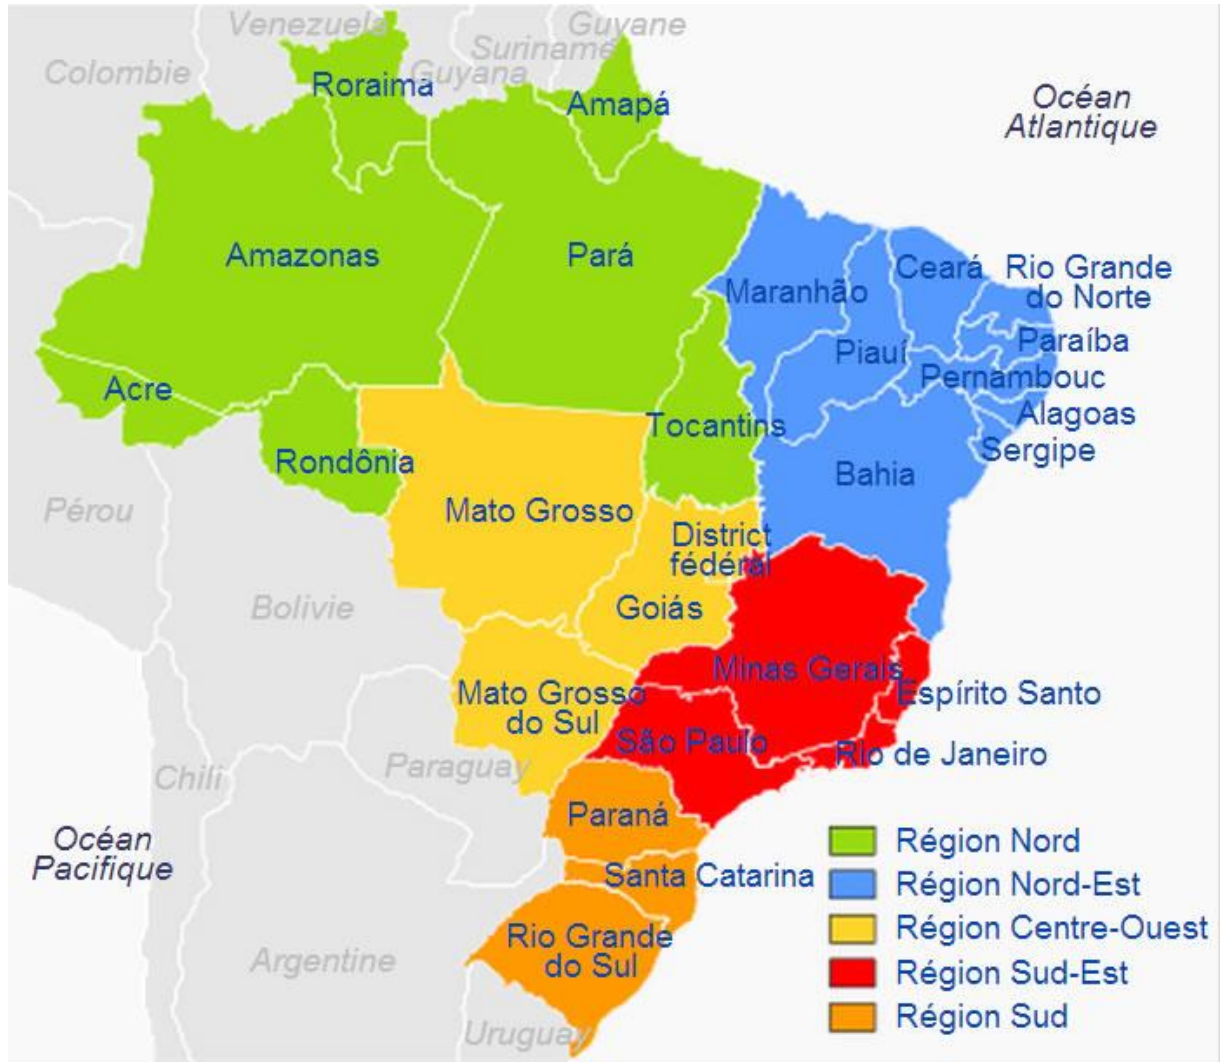 Venezuela
Guyane
Suriname
Colombie
Guyana
Roraima
Amapá
Océan
Atlantique
Amazonas
Pará
Ceará
Rio Grande
do Norte
Maranhão
Piauí
Paraíba
Pernambouc
Acre
Alagoas
Tocantins
Sergipe
Rondônia
Bahia
Pérou
Mato Grosso
District
fédéral
Bolivie
Goiás
Minas Gerais
Espírito Santo
Mato Grosso
do Sul
São Paulo
Rio de Janeiro
Paraguay
Chili
Paraná
Océan
Pacifique
Santa Catarina
Rio Grande
do Sul
Argentine
Uruguay
Région Nord
Région Nord-Est
Région Centre-Ouest
Région Sud-Est
Région Sud